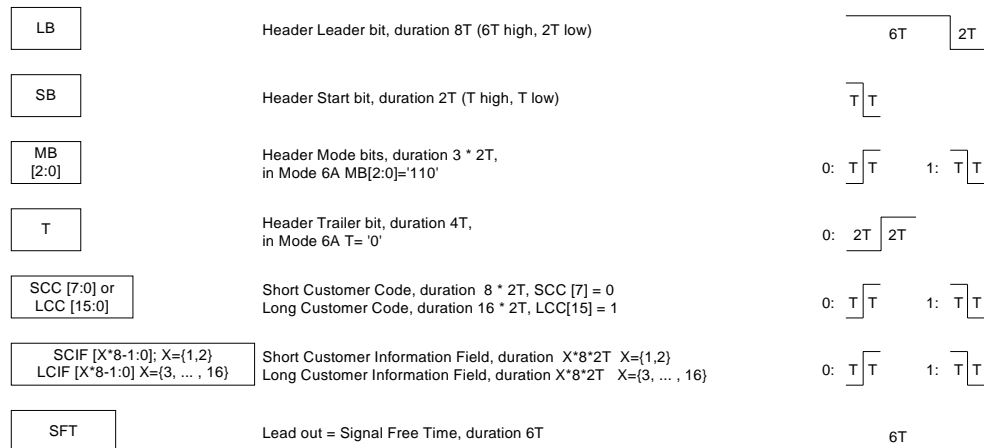 LB
Header Leader bit, duration 8T (6T high, 2T low)
6T
2T
SB
Header Start bit, duration 2T (T high, T low)
T T
MB
[2:0]
Header Mode bits, duration 3 * 2T,
in Mode 6A MB[2:0]='110'
0: T T 1: T T
T
Header Trailer bit, duration 4T,
in Mode 6A T= '0'
0: 2T 2T
SCC [7:0] or
LCC [15:0]
Short Customer Code, duration 8 * 2T, SCC [7] = 0
Long Customer Code, duration 16 * 2T, LCC[15] = 1
0: T T 1: T T
SCIF [X*8-1:0]; X={1,2}
LCIF [X*8-1:0] X={3, ... , 16}
Short Customer Information Field, duration X*8*2T X={1,2}
Long Customer Information Field, duration X*8*2T X={3, ... , 16}
0: T T 1: T T
SFT
Lead out = Signal Free Time, duration 6T
6T